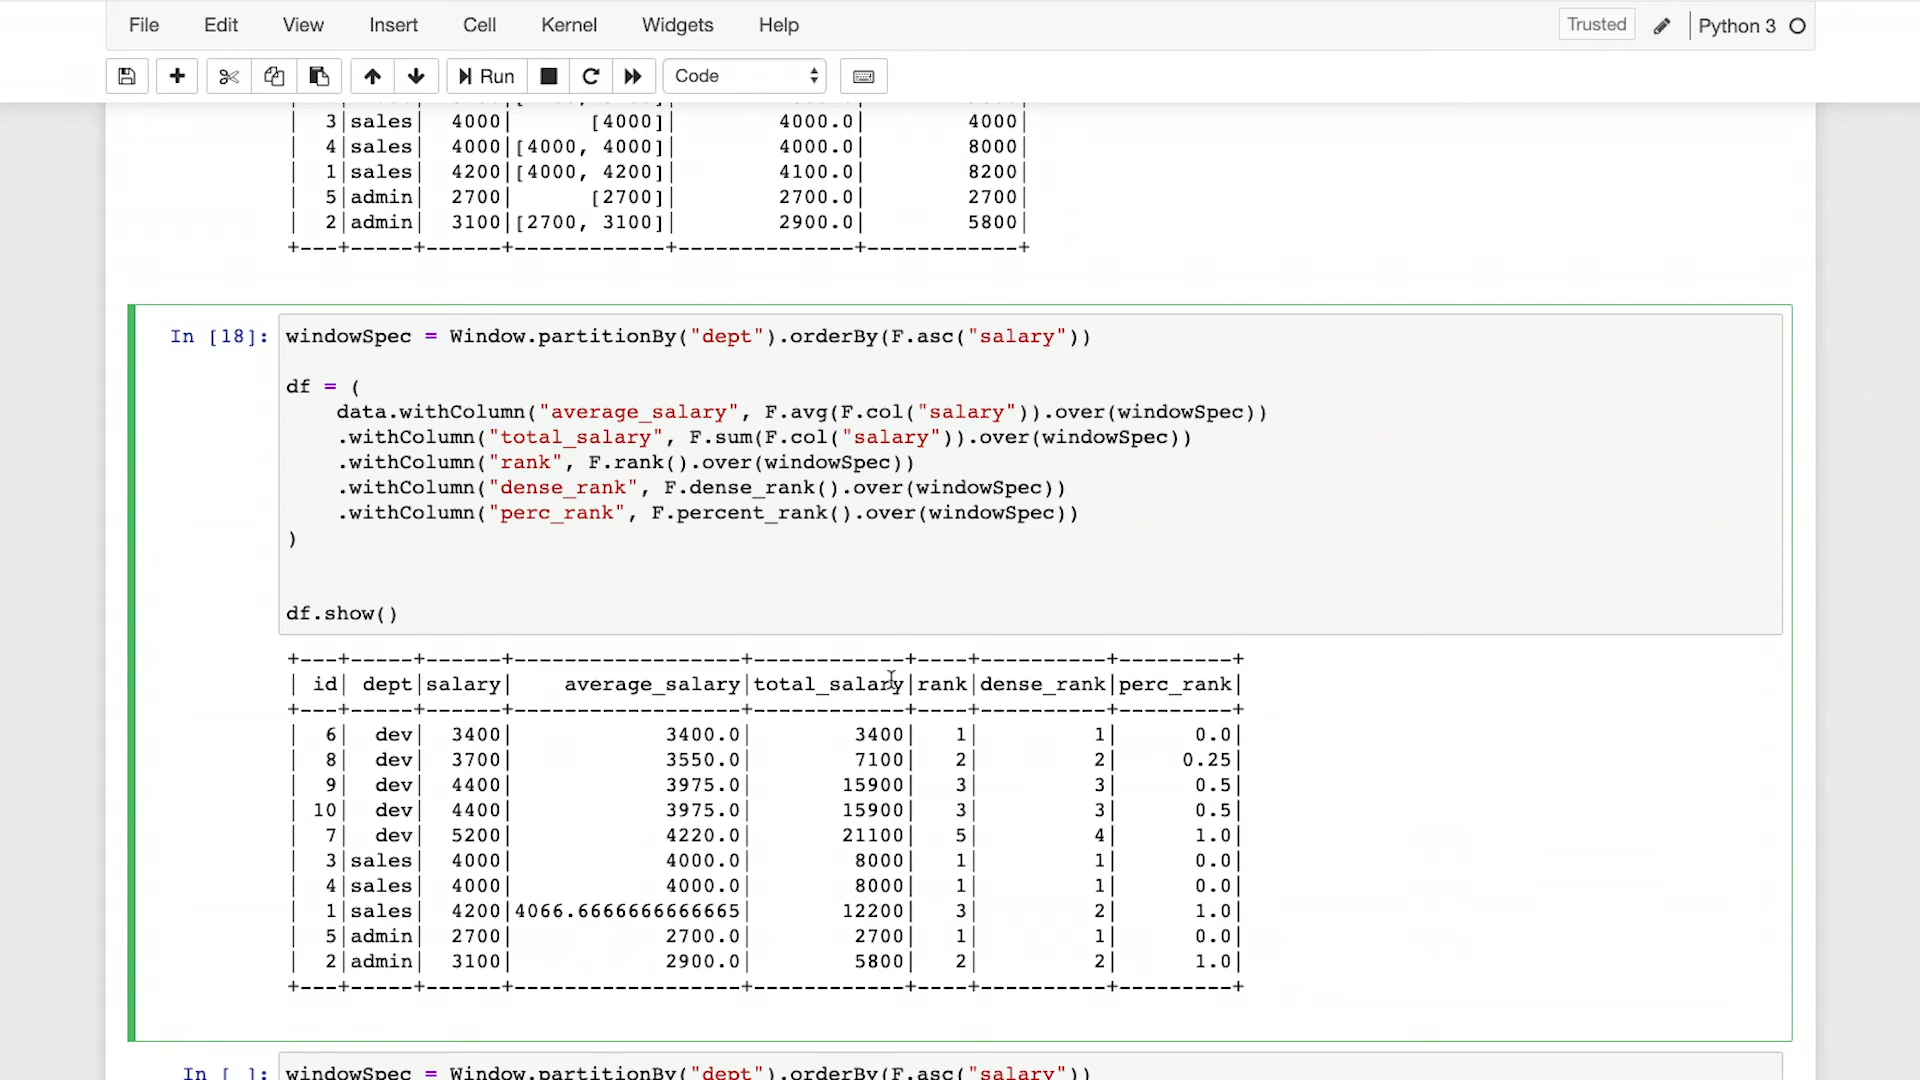 File Edit View Insert Cell Kernel Widgets Help Trusted Python 3
Run Code
| 3|sales| 4000| [4000]| 4000.0| 4000|
| 4|sales| 4000|[4000, 4000]| 4000.0| 8000|
| 1|sales| 4200|[4000, 4200]| 4100.0| 8200|
| 5|admin| 2700| [2700]| 2700.0| 2700|
| 2|admin| 3100|[2700, 3100]| 2900.0| 5800|
+---+-----+------+------------+--------------+------------+
In [18]: windowSpec = Window.partitionBy("dept").orderBy(F.asc("salary"))
df = (
data.withColumn("average_salary", F.avg(F.col("salary")).over(windowSpec))
.withColumn("total_salary", F.sum(F.col("salary")).over(windowSpec))
.withColumn("rank", F.rank().over(windowSpec))
.withColumn("dense_rank", F.dense_rank().over(windowSpec))
.withColumn("perc_rank", F.percent_rank().over(windowSpec))
)
df.show()
+---+-----+------+------------------+------------+----+----------+---------+
| id| dept|salary| average_salary|total_salary|rank|dense_rank|perc_rank|
+---+-----+------+------------------+------------+----+----------+---------+
| 6| dev| 3400| 3400.0| 3400| 1| 1| 0.0|
| 8| dev| 3700| 3550.0| 7100| 2| 2| 0.25|
| 9| dev| 4400| 3975.0| 15900| 3| 3| 0.5|
| 10| dev| 4400| 3975.0| 15900| 3| 3| 0.5|
| 7| dev| 5200| 4220.0| 21100| 5| 4| 1.0|
| 3|sales| 4000| 4000.0| 8000| 1| 1| 0.0|
| 4|sales| 4000| 4000.0| 8000| 1| 1| 0.0|
| 1|sales| 4200|4066.6666666666665| 12200| 3| 2| 1.0|
| 5|admin| 2700| 2700.0| 2700| 1| 1| 0.0|
| 2|admin| 3100| 2900.0| 5800| 2| 2| 1.0|
+---+-----+------+------------------+------------+----+----------+---------+
In [ ]: windowSpec = Window.partitionBy("dept").orderBy(F.asc("salary"))